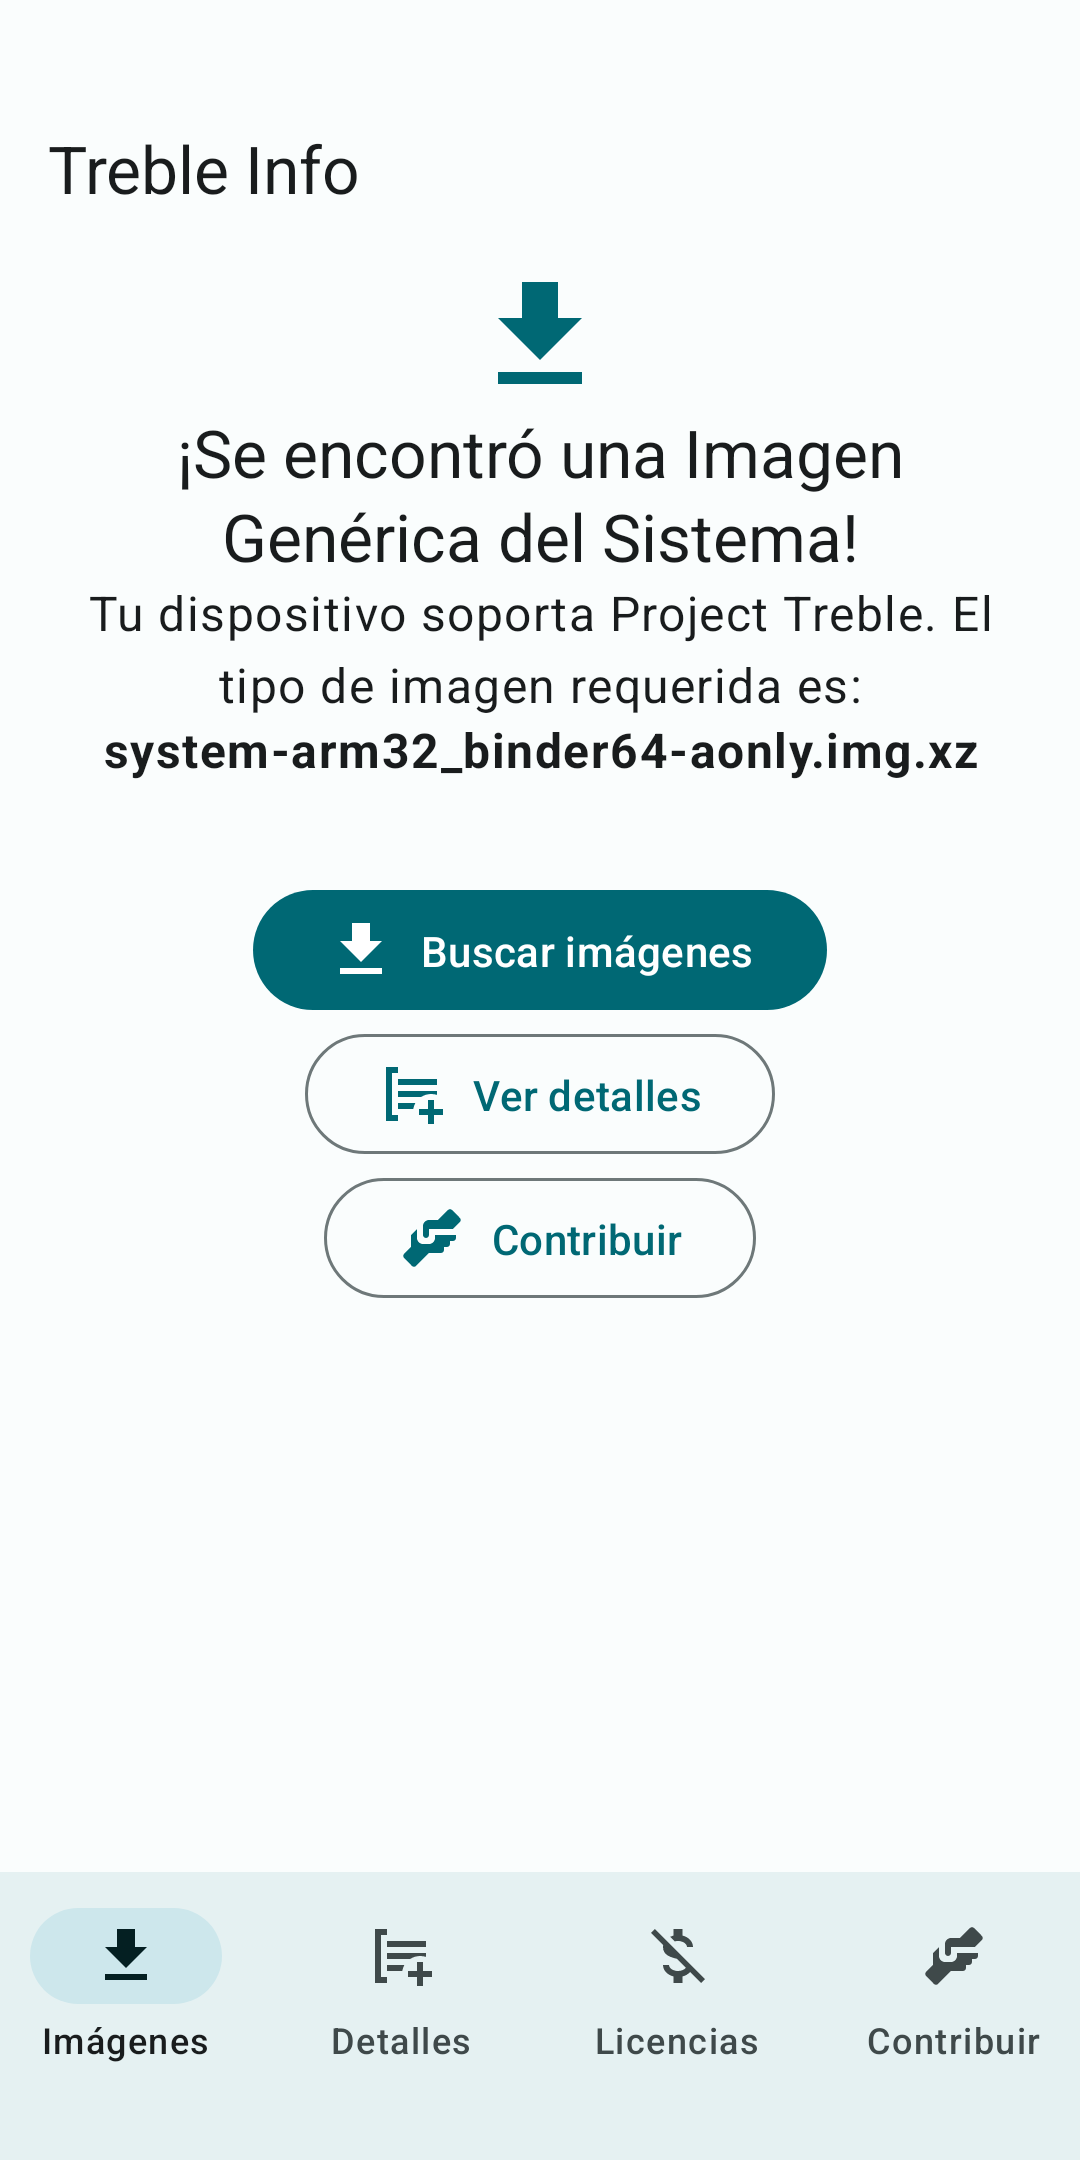 Treble Info
¡Se encontró una Imagen
Genérica del Sistema!
Tu dispositivo soporta Project Treble. El
tipo de imagen requerida es:
system-arm32_binder64-aonly.img.xz
Buscar imágenes
Ver detalles
Contribuir
Imágenes
Detalles
Licencias
Contribuir